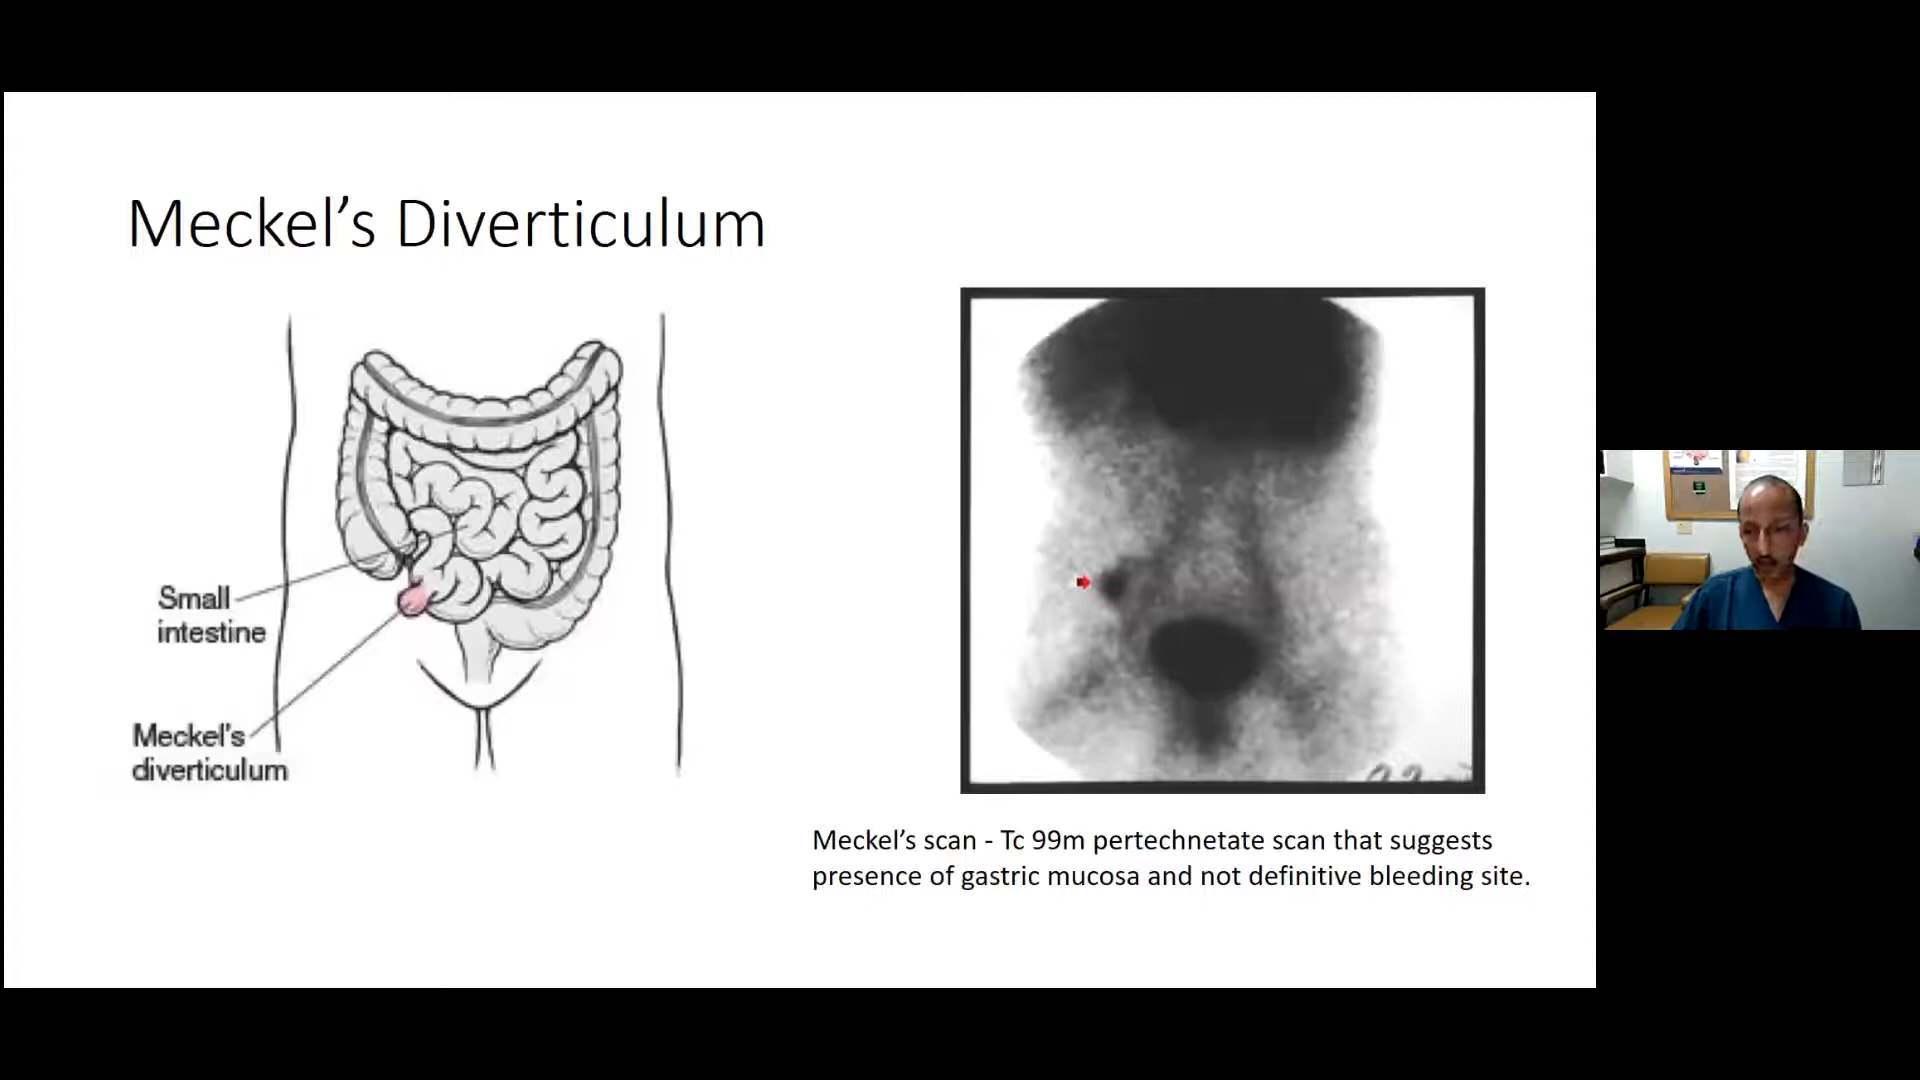 Meckel’s Diverticulum
Small
intestine
Meckel's
diverticulum
Meckel’s scan - Tc 99m pertechnetate scan that suggests
presence of gastric mucosa and not definitive bleeding site.